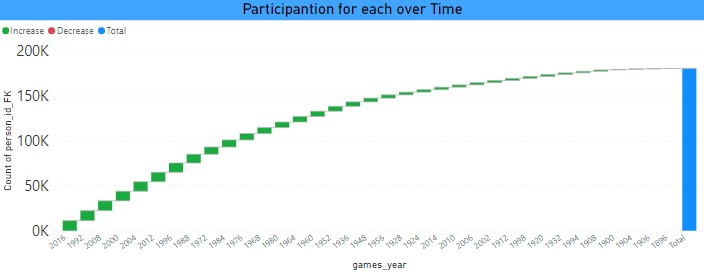 Participantion for each over Time
Increase Decrease Total
200K
150K
100K
50K
0K
Count of person_id_FK
2016 1992 2008 2000 2004 2012 1996 1988 1972 1984 1976 1968 1980 1964 1960 1952 1936 1948 1956 1928 1924 2014 2010 2006 2002 1912 1998 1920 1932 1994 1908 1900 1904 1906 1896 Total
games_year